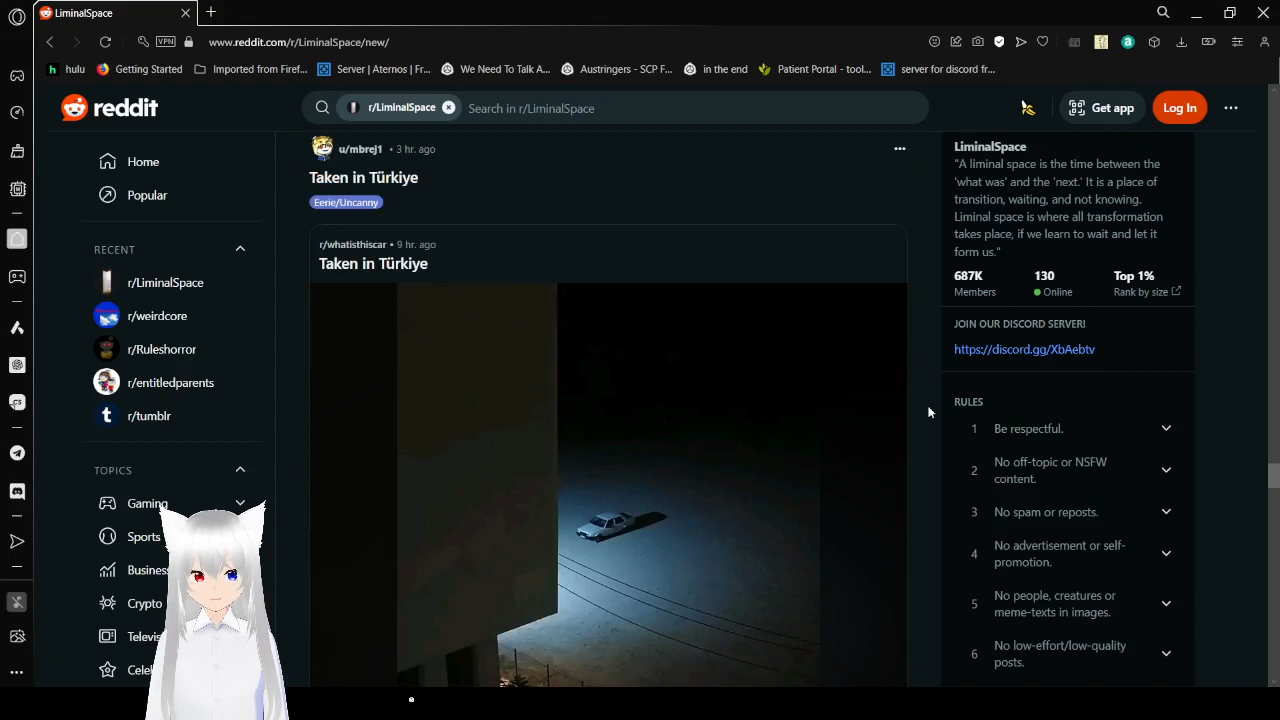 LiminalSpace
VPN
www.reddit.com/r/LiminalSpace/new/
hulu
Getting Started
Imported from Firef...
Server | Aternos | Fr...
We Need To Talk A...
Austringers - SCP F...
in the end
Patient Portal - tool...
server for discord fr...
reddit
r/LiminalSpace
Search in r/LiminalSpace
Get app
Log In
Home
Popular
RECENT
r/LiminalSpace
r/weirdcore
r/Ruleshorror
r/entitledparents
r/tumblr
TOPICS
Gaming
Sports
Business
Crypto
u/mbrej1 • 3 hr. ago
Taken in Türkiye
Eerie/Uncanny
r/whatisthiscar • 9 hr. ago
Taken in Türkiye
LiminalSpace
"A liminal space is the time between the
'what was' and the 'next.' It is a place of
transition, waiting, and not knowing.
Liminal space is where all transformation
takes place, if we learn to wait and let it
form us."
687K
Members
130
Online
Top 1%
Rank by size
JOIN OUR DISCORD SERVER!
https://discord.gg/XbAebtv
RULES
1 Be respectful.
2 No off-topic or NSFW
content.
3 No spam or reposts.
4 No advertisement or self-
promotion.
5 No people, creatures or
meme-texts in images.
6 No low-effort/low-quality
posts.